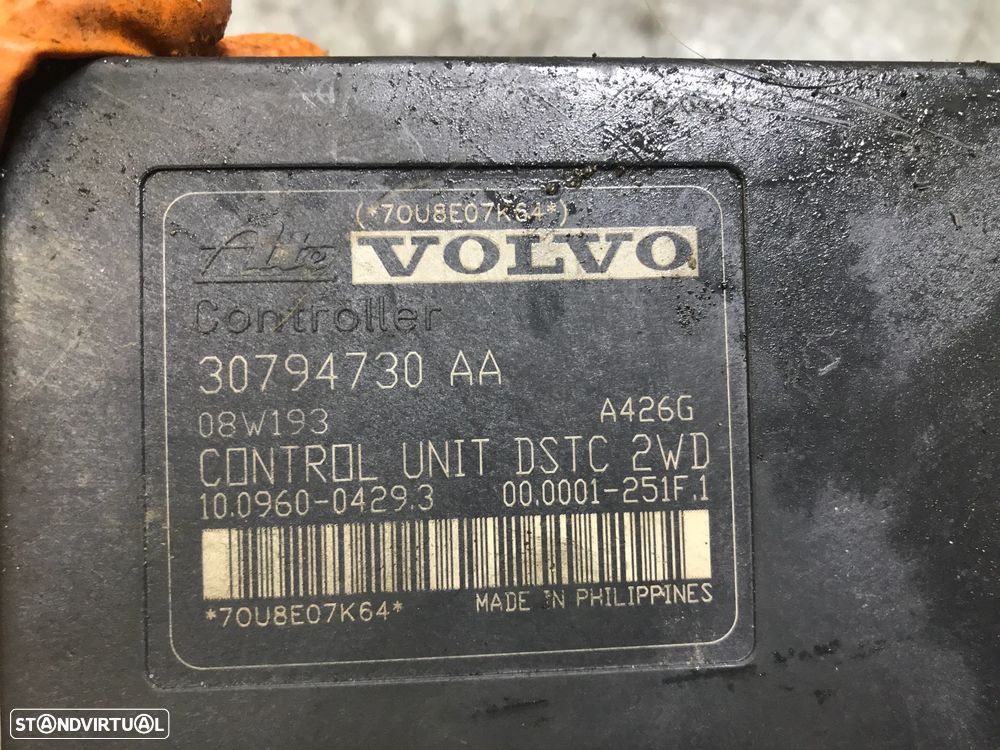 (*70U8E07K64*)
Ate VOLVO
Controller
30794730 AA
08W193 A426G
CONTROL UNIT DSTC 2WD
10.0960-0429.3 00.0001-251F.1
*70U8E07K64* MADE IN PHILIPPINES
STANDVIRTUAL